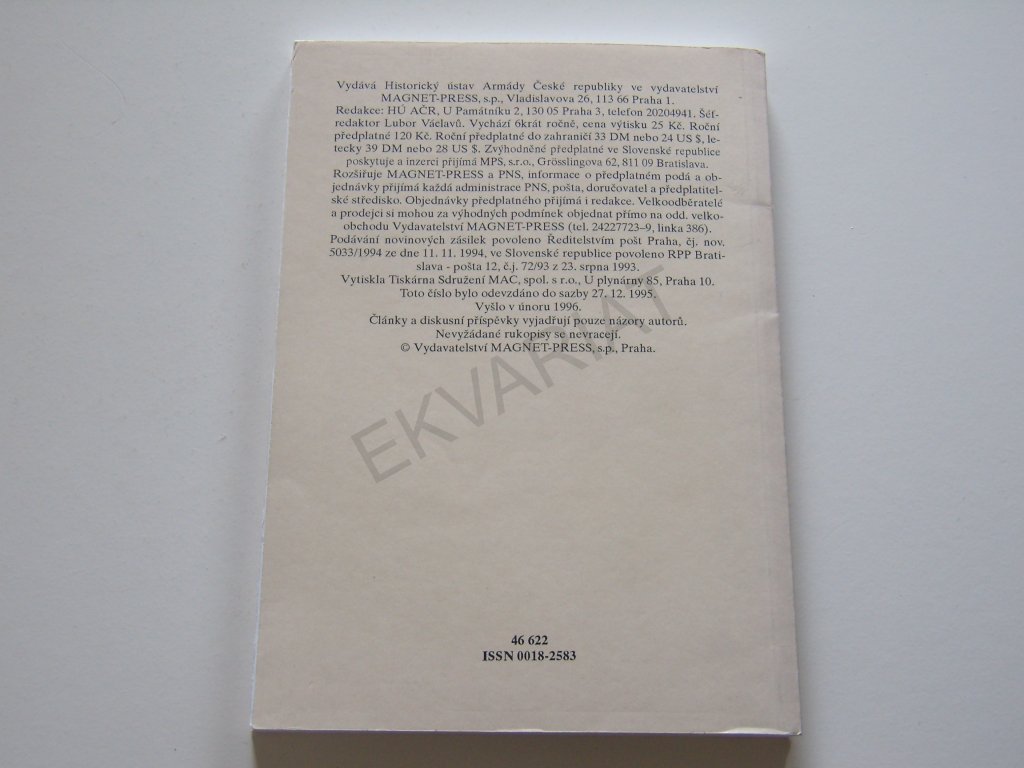 Vydává Historický ústav Armády České republiky ve vydavatelství
MAGNET-PRESS, s.p., Vladislavova 26, 113 66 Praha 1.
Redakce: HÚ AČR, U Památníku 2, 130 05 Praha 3, telefon 20204941. Šéf-
redaktor Lubor Václavů. Vychází 6krát ročně, cena výtisku 25 Kč. Roční
předplatné 120 Kč. Roční předplatné do zahraničí 33 DM nebo 24 US $, le-
tecky 39 DM nebo 28 US $. Zvýhodněné předplatné ve Slovenské republice
poskytuje a inzerci přijímá MPS, s.r.o., Grösslingova 62, 811 09 Bratislava.
Rozšiřuje MAGNET-PRESS a PNS, informace o předplatném podá a ob-
jednávky přijímá každá administrace PNS, pošta, doručovatel a předplatitel-
ské středisko. Objednávky předplatného přijímá i redakce. Velkoodběratelé
a prodejci si mohou za výhodných podmínek objednat přímo na odd. velko-
obchodu Vydavatelství MAGNET-PRESS (tel. 24227723–9, linka 386).
Podávání novinových zásilek povoleno Ředitelstvím pošt Praha, čj. nov.
5033/1994 ze dne 11. 11. 1994, ve Slovenské republice povoleno RPP Brati-
slava - pošta 12, č.j. 72/93 z 23. srpna 1993.
Vytiskla Tiskárna Sdružení MAC, spol. s r.o., U plynárny 85, Praha 10.
Toto číslo bylo odevzdáno do sazby 27. 12. 1995.
Vyšlo v únoru 1996.
Články a diskusní příspěvky vyjadřují pouze názory autorů.
Nevyžádané rukopisy se nevracejí.
© Vydavatelství MAGNET-PRESS, s.p., Praha.
EKVARIAT
46 622
ISSN 0018-2583